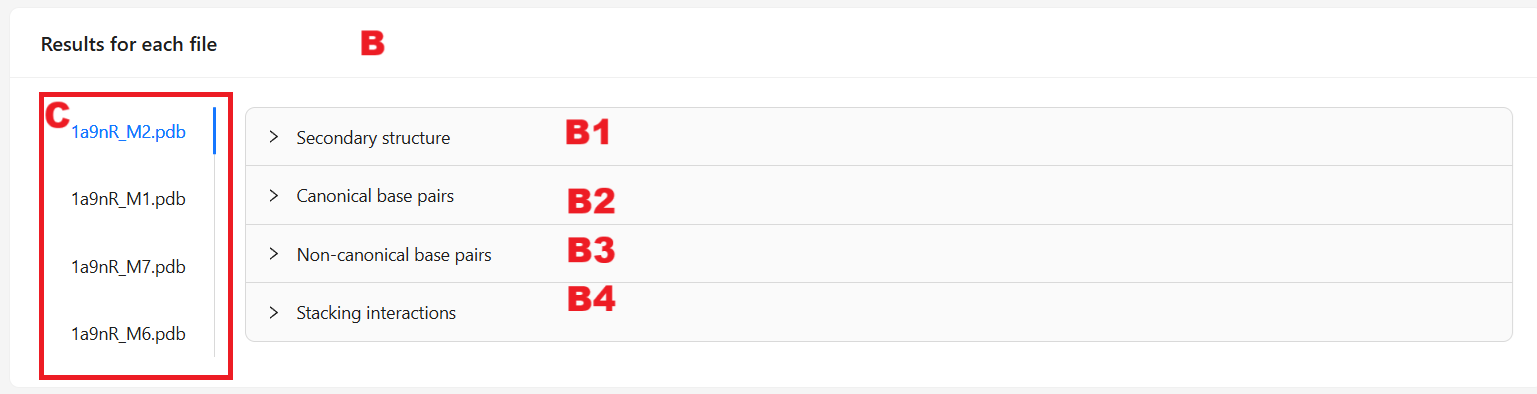 Results for each file B
C
1a9nR_M2.pdb
1a9nR_M1.pdb
1a9nR_M7.pdb
1a9nR_M6.pdb
Secondary structure B1
Canonical base pairs B2
Non-canonical base pairs B3
Stacking interactions B4